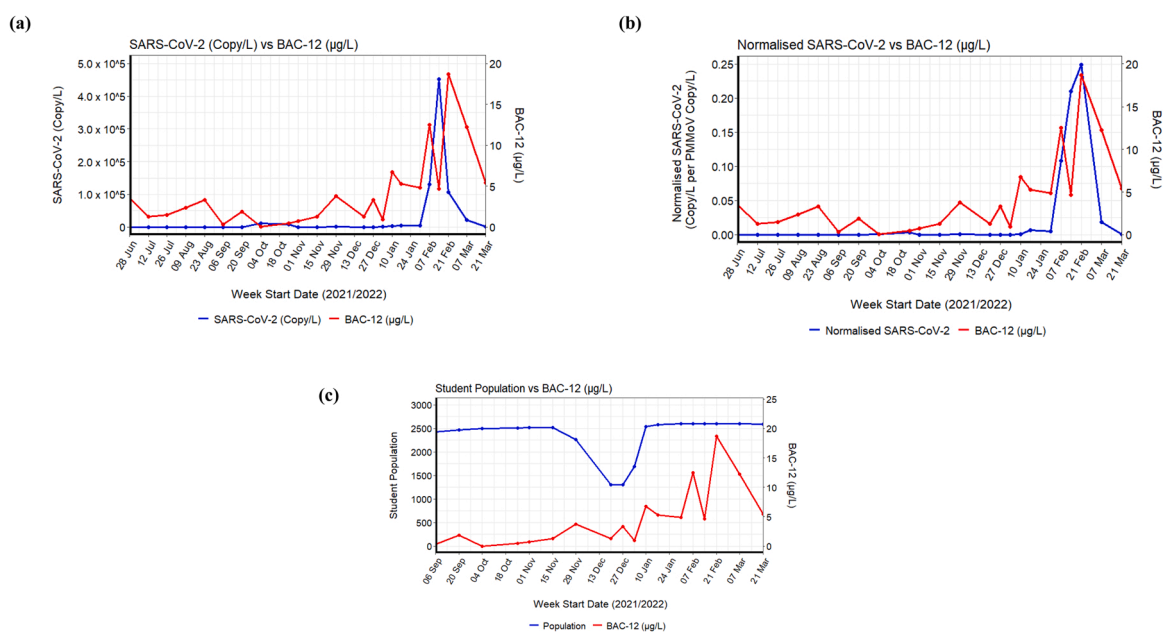 (a)
SARS-CoV-2 (Copy/L) vs BAC-12 (µg/L)
SARS-CoV-2 (Copy/L)
5.0 x 10^5
4.0 x 10^5
3.0 x 10^5
2.0 x 10^5
1.0 x 10^5
0
20
15
10
5
0
BAC-12 (µg/L)
28 Jun
12 Jul
26 Jul
09 Aug
23 Aug
06 Sep
20 Sep
04 Oct
18 Oct
01 Nov
15 Nov
29 Nov
13 Dec
27 Dec
10 Jan
24 Jan
07 Feb
21 Feb
07 Mar
21 Mar
Week Start Date (2021/2022)
SARS-CoV-2 (Copy/L) BAC-12 (µg/L)
(b)
Normalised SARS-CoV-2 vs BAC-12 (µg/L)
Normalised SARS-CoV-2
(Copy/L per PMMoV Copy/L)
0.25
0.20
0.15
0.10
0.05
0.00
20
15
10
5
0
BAC-12 (µg/L)
28 Jun
12 Jul
26 Jul
09 Aug
23 Aug
06 Sep
20 Sep
04 Oct
18 Oct
01 Nov
15 Nov
29 Nov
13 Dec
27 Dec
10 Jan
24 Jan
07 Feb
21 Feb
07 Mar
21 Mar
Week Start Date (2021/2022)
Normalised SARS-CoV-2 BAC-12 (µg/L)
(c)
Student Population vs BAC-12 (µg/L)
Student Population
3000
2500
2000
1500
1000
500
0
25
20
15
10
5
0
BAC-12 (µg/L)
06 Sep
20 Sep
04 Oct
18 Oct
01 Nov
15 Nov
29 Nov
13 Dec
27 Dec
10 Jan
24 Jan
07 Feb
21 Feb
07 Mar
21 Mar
Week Start Date (2021/2022)
Population BAC-12 (µg/L)